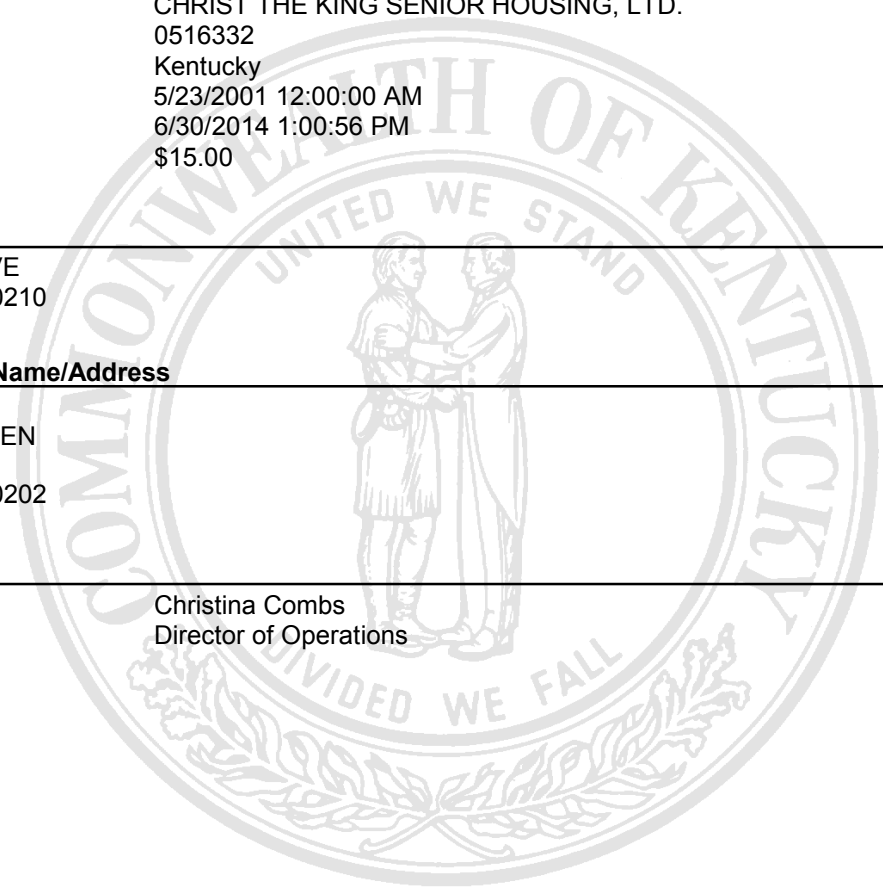 CHRIST THE KING SENIOR HOUSING, LTD.
0516332
Kentucky
5/23/2001 12:00:00 AM
6/30/2014 1:00:56 PM
$15.00
VE
0210
Name/Address
EN
0202
Christina Combs
Director of Operations
COMMONWEALTH OF KENTUCKY
UNITED WE STAND
DIVIDED WE FALL